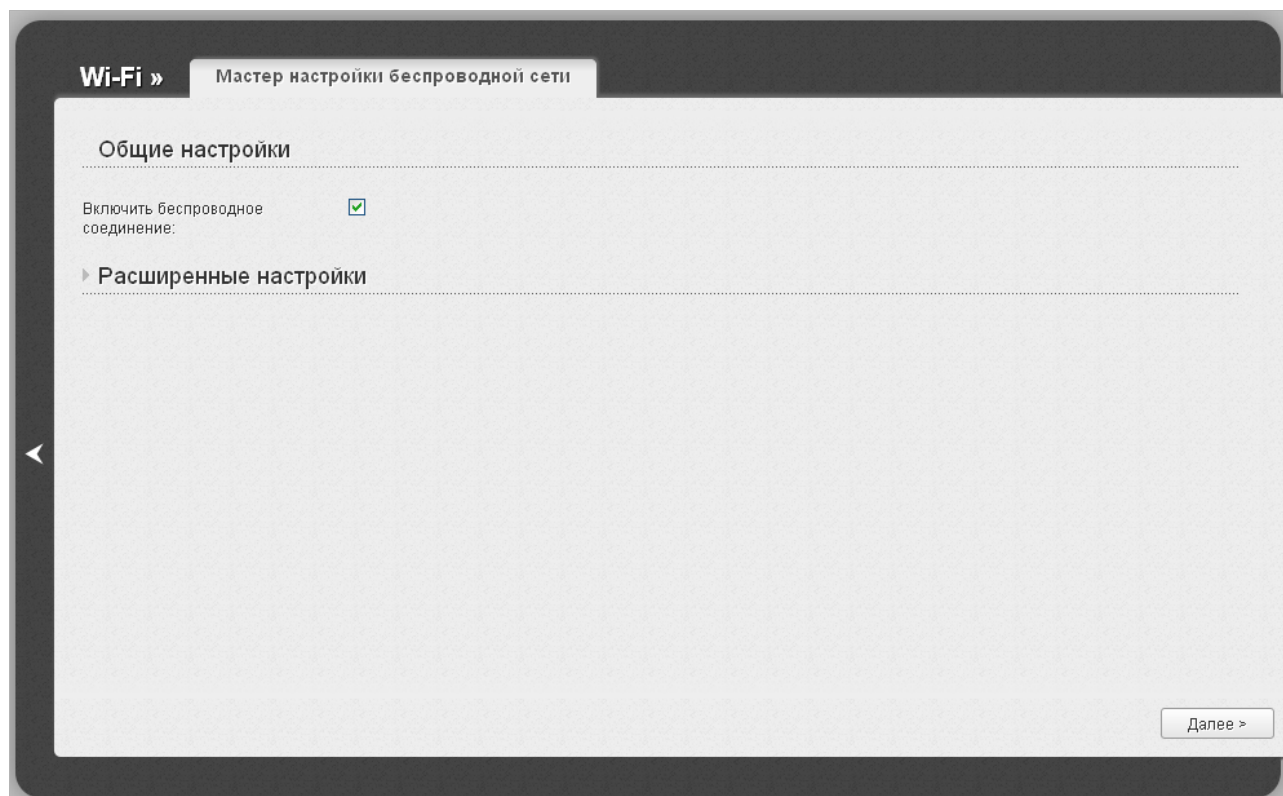 Wi-Fi »
Мастер настройки беспроводной сети
Общие настройки
Включить беспроводное
соединение:
Расширенные настройки
Далее >